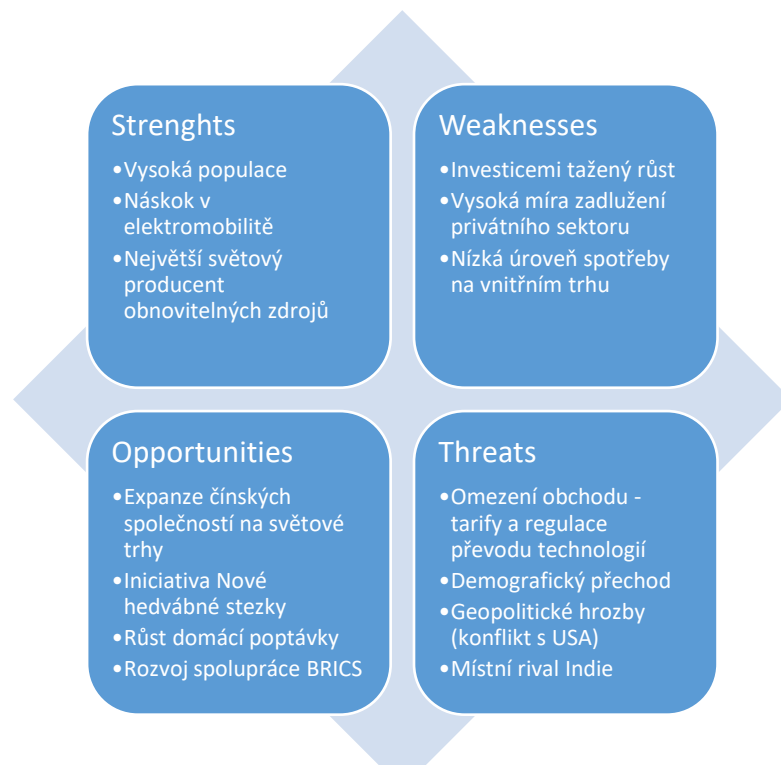 Strenghts
•Vysoká populace
•Náskok v
elektromobilitě
•Největší světový
producent
obnovitelných zdrojů
Weaknesses
•Investicemi tažený růst
•Vysoká míra zadlužení
privátního sektoru
•Nízká úroveň spotřeby
na vnitřním trhu
Opportunities
•Expanze čínských
společností na světové
trhy
•Iniciativa Nové
hedvábné stezky
•Růst domácí poptávky
•Rozvoj spolupráce BRICS
Threats
•Omezení obchodu -
tarify a regulace
převodu technologií
•Demografický přechod
•Geopolitické hrozby
(konflikt s USA)
•Místní rival Indie